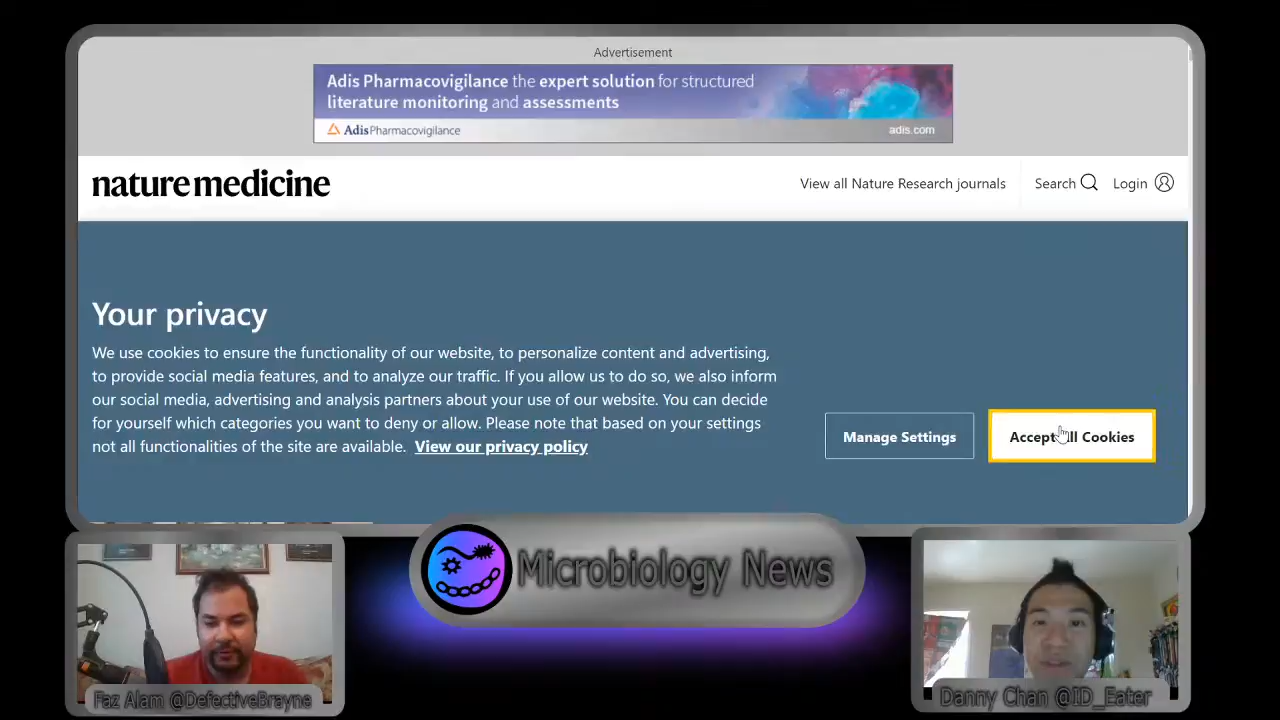 Advertisement
Adis Pharmacovigilance the expert solution for structured
literature monitoring and assessments
AdisPharmacovigilance
adis.com
nature medicine
View all Nature Research journals
Search
Login
Your privacy
We use cookies to ensure the functionality of our website, to personalize content and advertising,
to provide social media features, and to analyze our traffic. If you allow us to do so, we also inform
our social media, advertising and analysis partners about your use of our website. You can decide
for yourself which categories you want to deny or allow. Please note that based on your settings
not all functionalities of the site are available. View our privacy policy
Manage Settings
Accept All Cookies
Microbiology News
Faz Alam @DefectiveBrayne
Danny Chan @ID_Eater